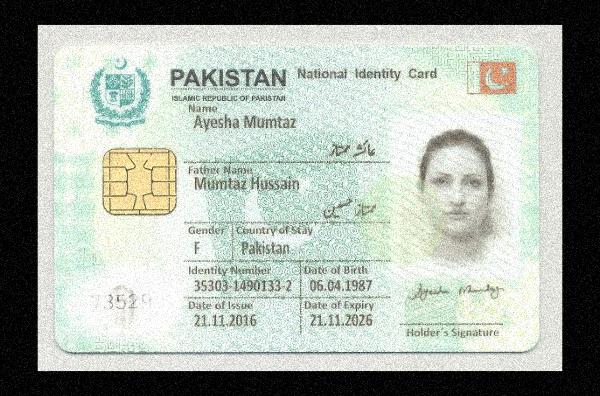 PAKISTAN National Identity Card
ISLAMIC REPUBLIC OF PAKISTAN
Name
Ayesha Mumtaz
عائشہ ممتاز
Father Name
Mumtaz Hussain
ممتاز حسین
Gender Country of Stay
F Pakistan
Identity Number Date of Birth
35303-1490133-2 06.04.1987
73529
Date of Issue Date of Expiry
21.11.2016 21.11.2026
Ayesha Mumtaz
Holder's Signature